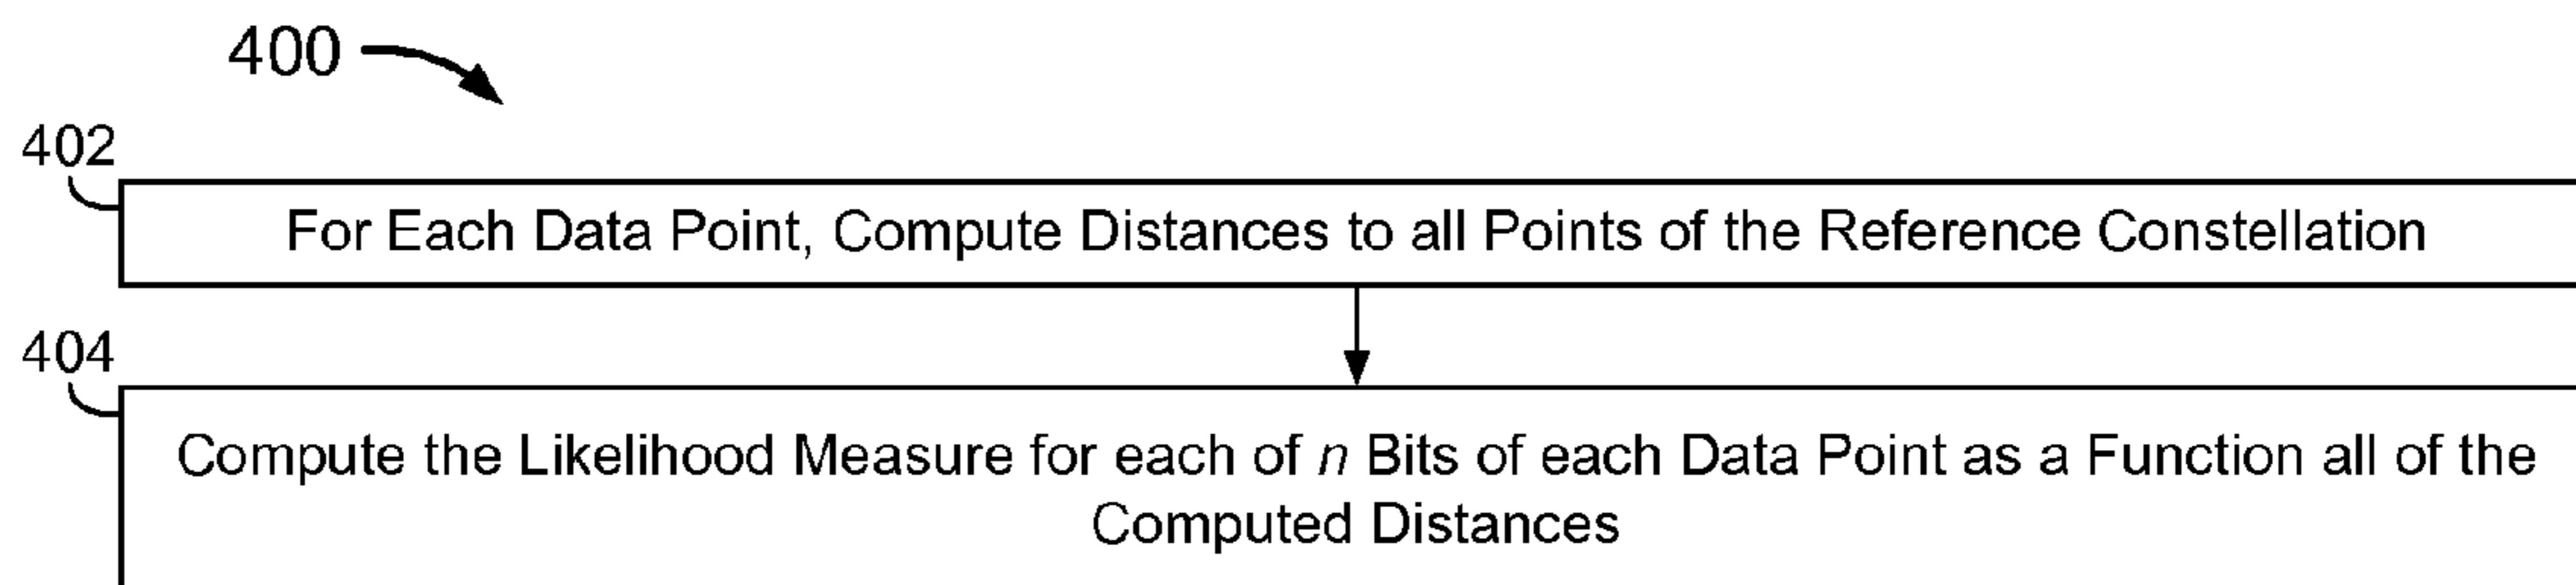 400
402
For Each Data Point, Compute Distances to all Points of the Reference Constellation
404
Compute the Likelihood Measure for each of n Bits of each Data Point as a Function all of the
Computed Distances